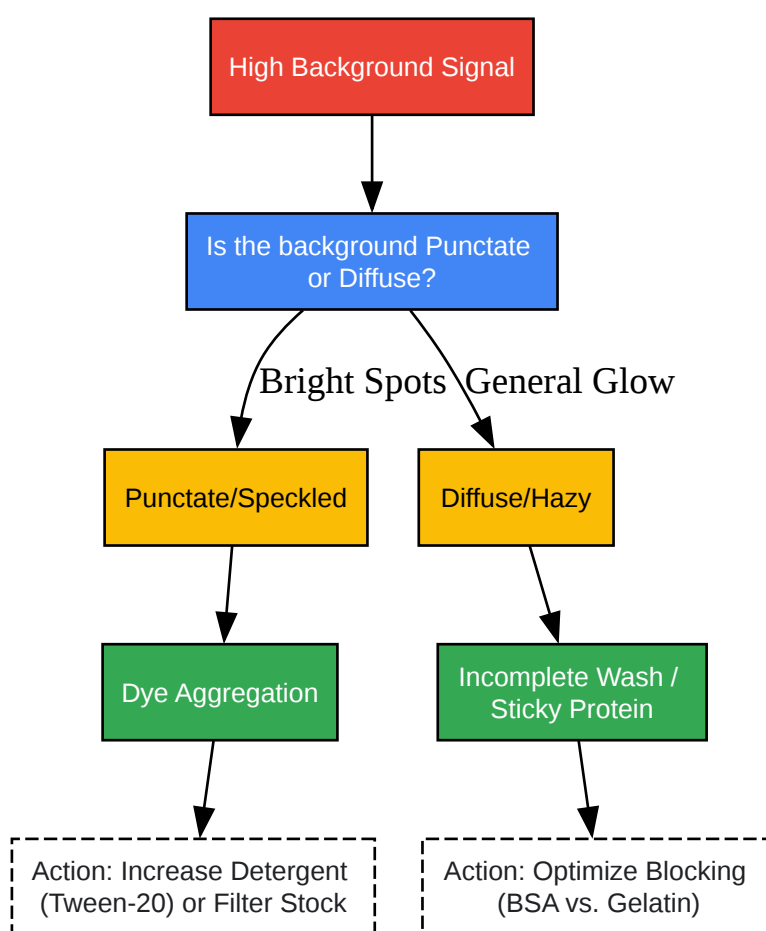 High Background Signal
Is the background Punctate
or Diffuse?
Bright Spots
General Glow
Punctate/Speckled
Diffuse/Hazy
Dye Aggregation
Incomplete Wash /
Sticky Protein
Action: Increase Detergent
(Tween-20) or Filter Stock
Action: Optimize Blocking
(BSA vs. Gelatin)